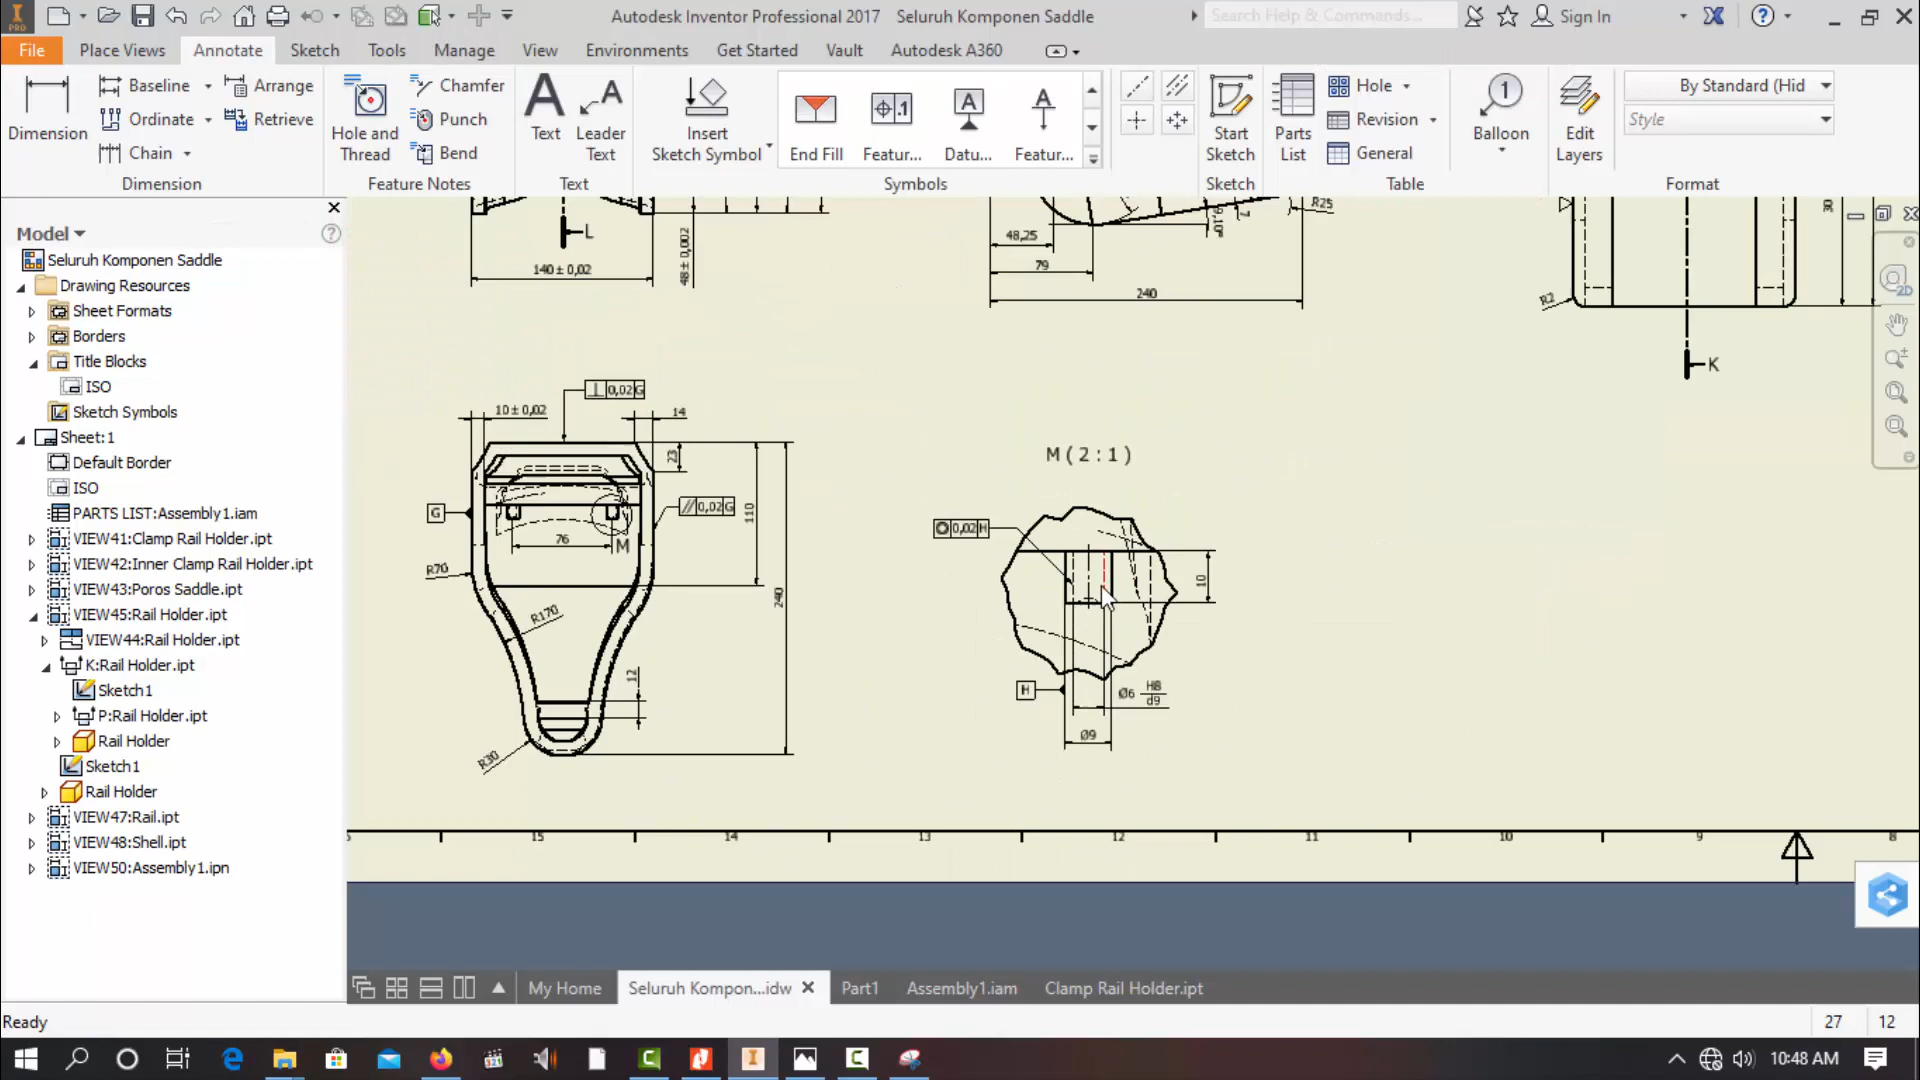 Autodesk Inventor Professional 2017 Seluruh Komponen Saddle
Search Help & Commands...
Sign In
PRO
File Place Views Annotate Sketch Tools Manage View Environments Get Started Vault Autodesk A360
Dimension
Baseline
Ordinate
Chain
Arrange
Retrieve
Dimension
Hole and Thread
Chamfer
Punch
Bend
Feature Notes
Text
Leader Text
Text
Insert Sketch Symbol
End Fill
Featur...
Datu...
Featur...
Symbols
Start Sketch
Sketch
Parts List
Hole
Revision
General
Table
Balloon
Edit Layers
By Standard (Hid
Style
Format
Model
Seluruh Komponen Saddle
Drawing Resources
Sheet Formats
Borders
Title Blocks
ISO
Sketch Symbols
Sheet:1
Default Border
ISO
PARTS LIST:Assembly1.iam
VIEW41:Clamp Rail Holder.ipt
VIEW42:Inner Clamp Rail Holder.ipt
VIEW43:Poros Saddle.ipt
VIEW45:Rail Holder.ipt
VIEW44:Rail Holder.ipt
K:Rail Holder.ipt
Sketch1
P:Rail Holder.ipt
Rail Holder
Sketch1
Rail Holder
VIEW47:Rail.ipt
VIEW48:Shell.ipt
VIEW50:Assembly1.ipn
L
140±0,02
48±0,002
48,25
79
240
R25
R2
30
K
0,02 G
10±0,02
14
23
G
0,02 G
110
76
M
R70
R170
240
12
R30
M ( 2 : 1 )
0,02 H
10
H
Ø6 H8
d9
Ø9
15 14 13 12 11 10 9 8
My Home Seluruh Kompon...idw Part1 Assembly1.iam Clamp Rail Holder.ipt
Ready
27 12
10:48 AM